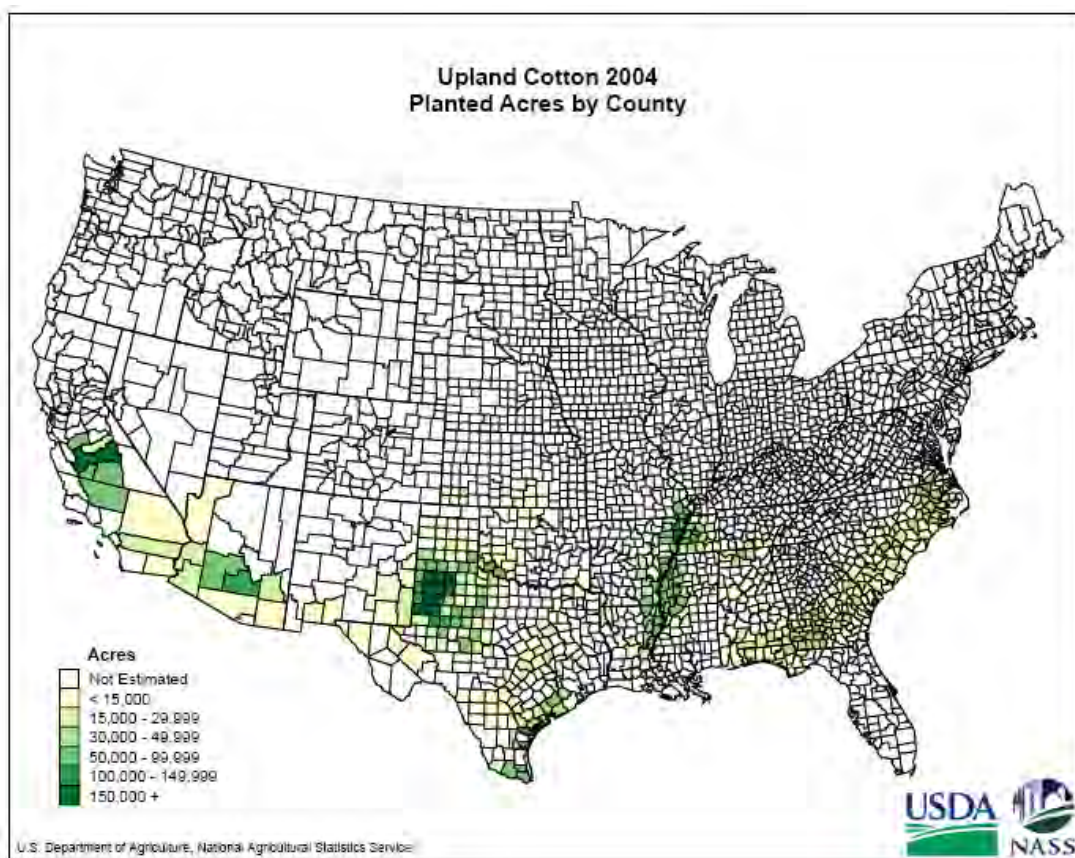 Upland Cotton 2004
Planted Acres by County
Acres
Not Estimated
< 15,000
15,000 - 29,999
30,000 - 49,999
50,000 - 99,999
100,000 - 149,999
150,000 +
U.S. Department of Agriculture, National Agricultural Statistics Service
USDA
NASS